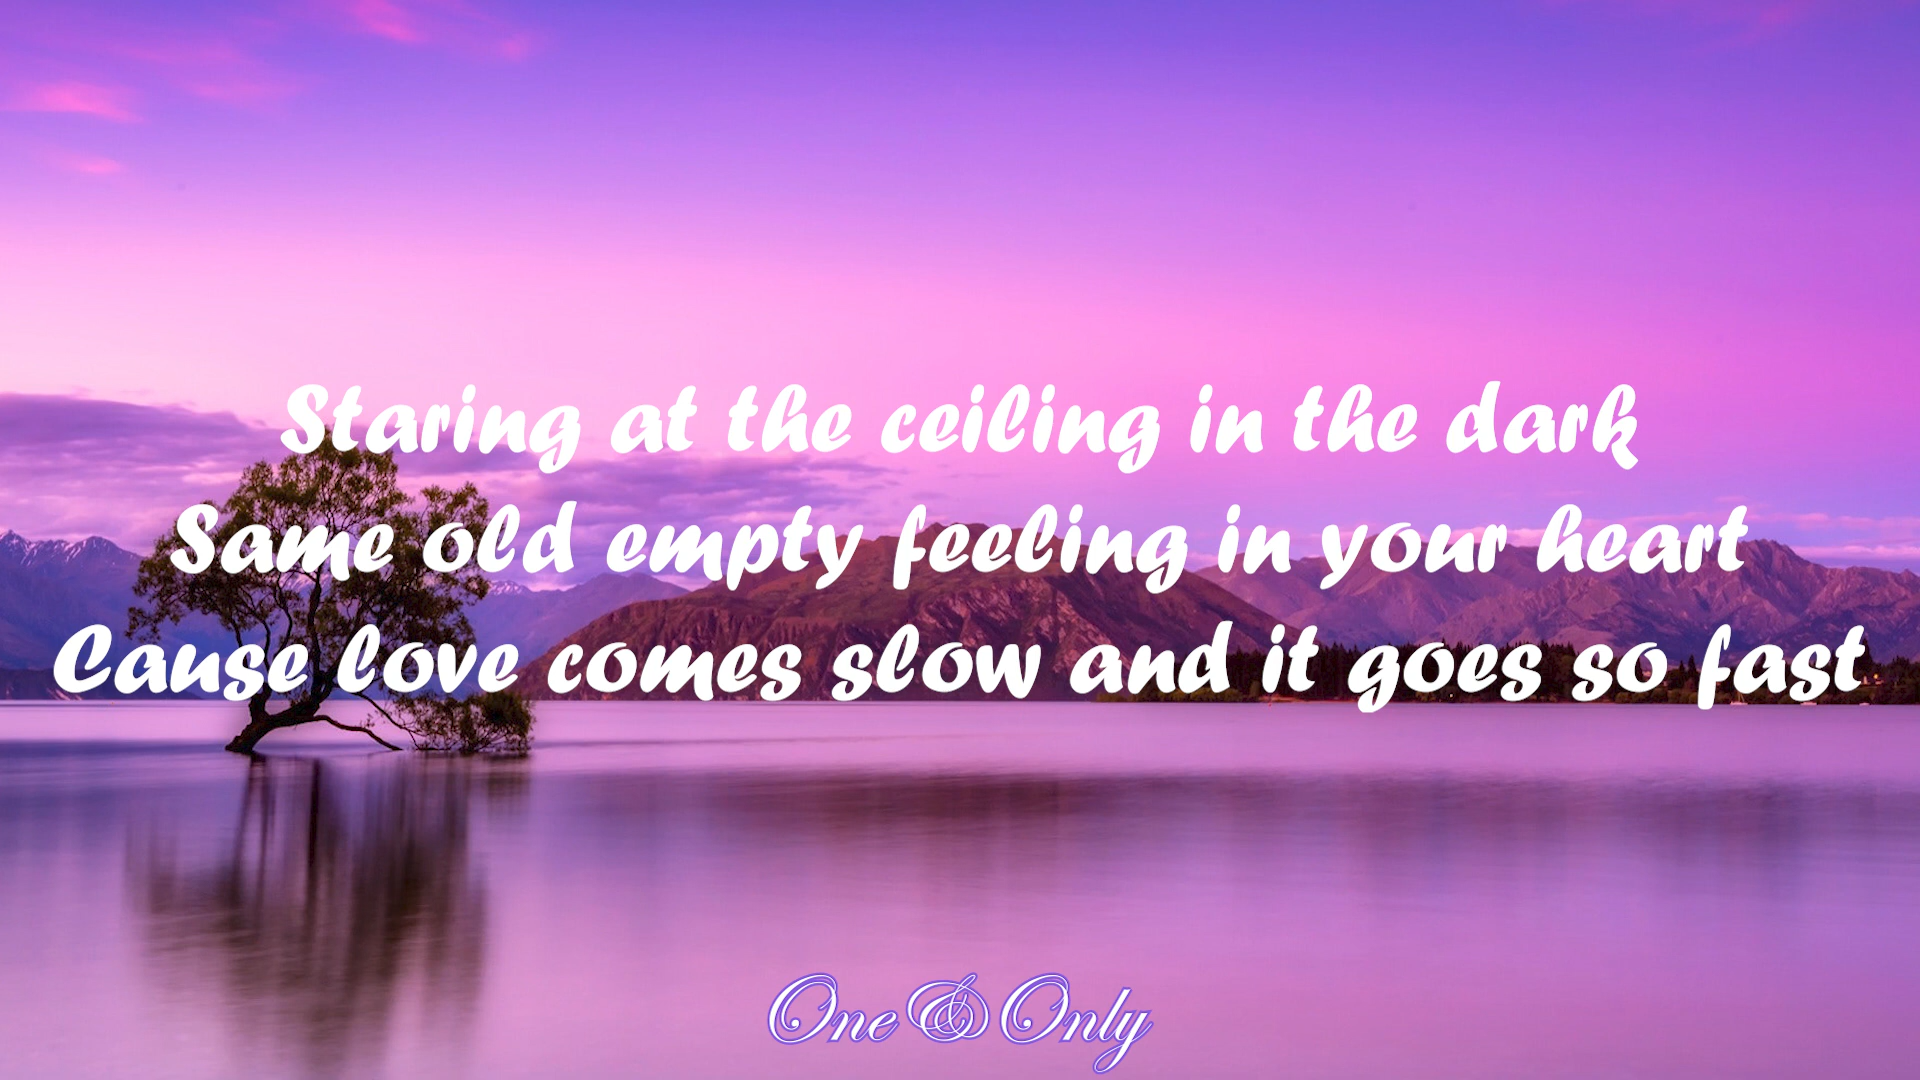 Staring at the ceiling in the dark
Same old empty feeling in your heart
Cause love comes slow and it goes so fast
One & Only